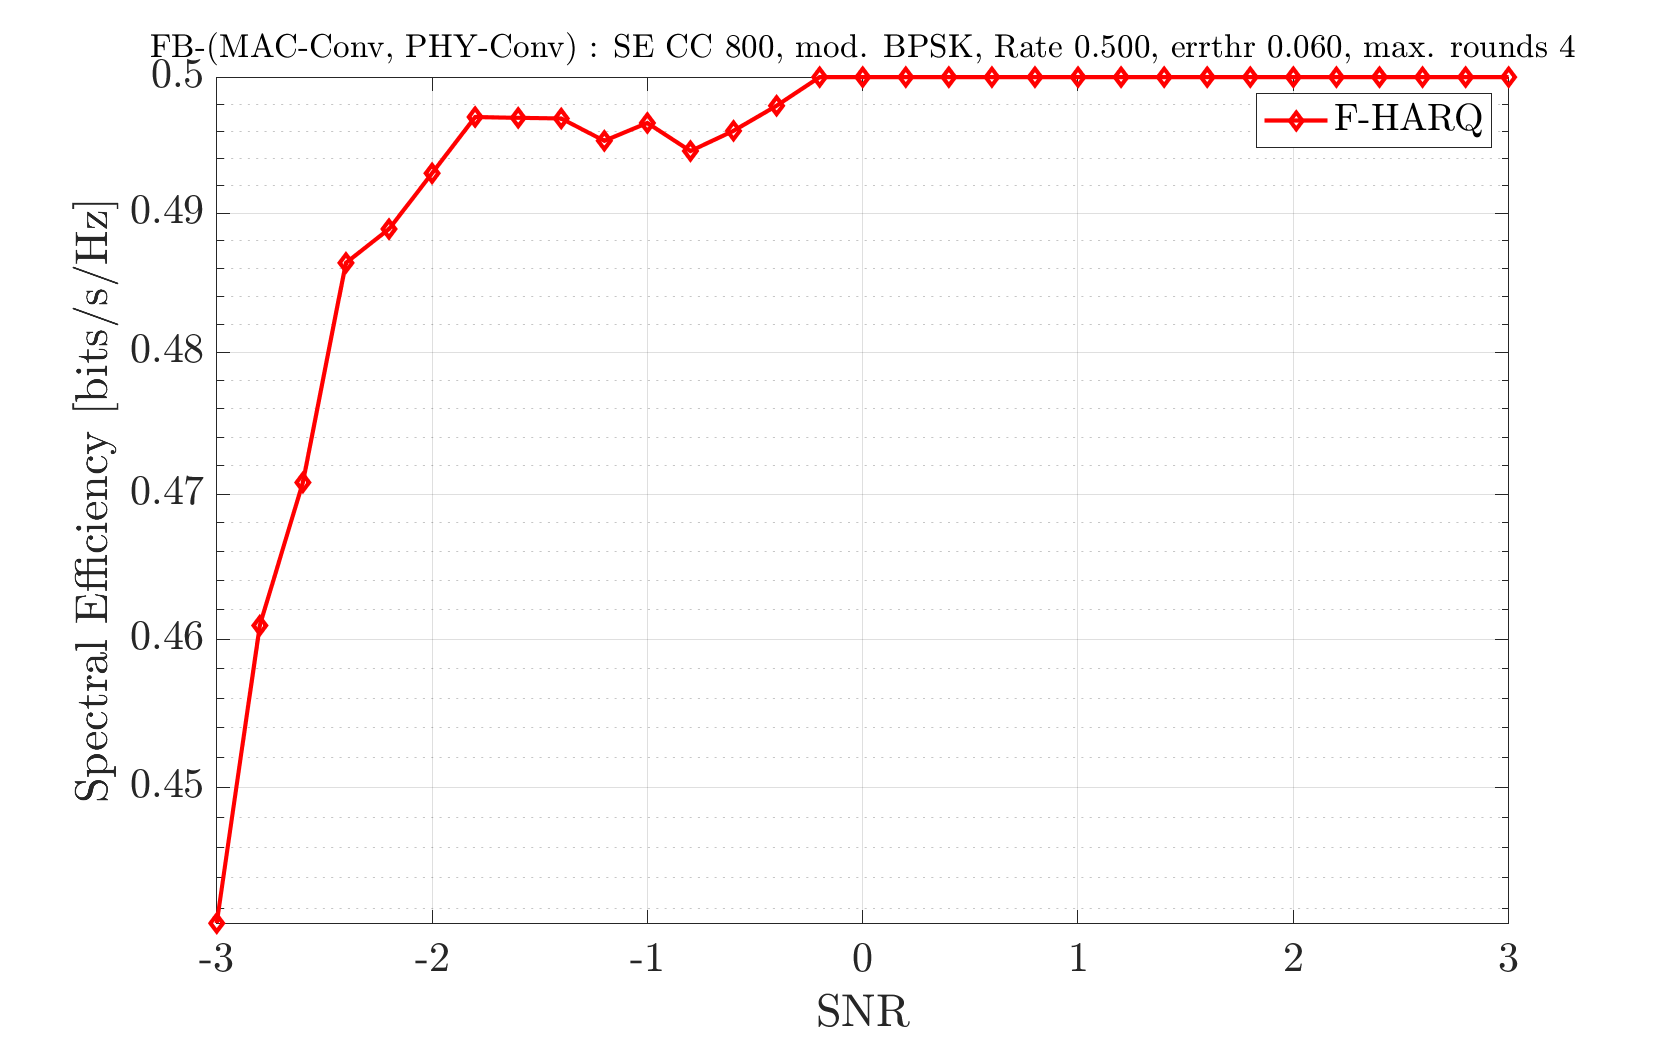 FB-(MAC-Conv, PHY-Conv) : SE CC 800, mod. BPSK, Rate 0.500, errthr 0.060, max. rounds 4
0.5
F-HARQ
0.49
0.48
0.47
0.46
0.45
Spectral Efficiency [bits/s/Hz]
-3 -2 -1 0 1 2 3
SNR